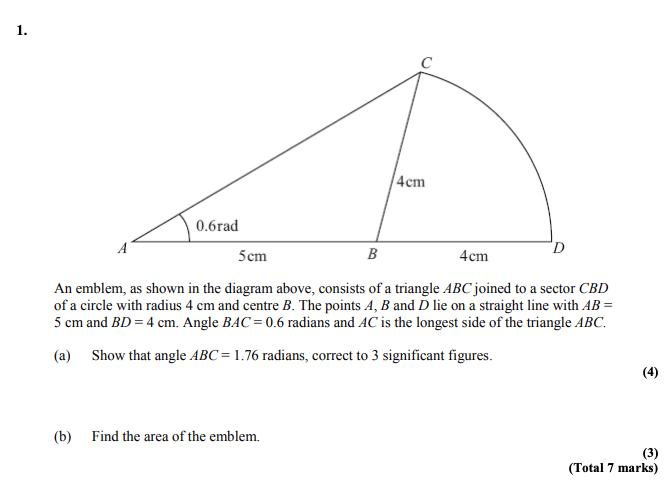 1.
C
4cm
0.6rad
A
5cm
B
4cm
D
An emblem, as shown in the diagram above, consists of a triangle ABC joined to a sector CBD
of a circle with radius 4 cm and centre B. The points A, B and D lie on a straight line with AB =
5 cm and BD = 4 cm. Angle BAC = 0.6 radians and AC is the longest side of the triangle ABC.
(a) Show that angle ABC = 1.76 radians, correct to 3 significant figures.
(4)
(b) Find the area of the emblem.
(3)
(Total 7 marks)